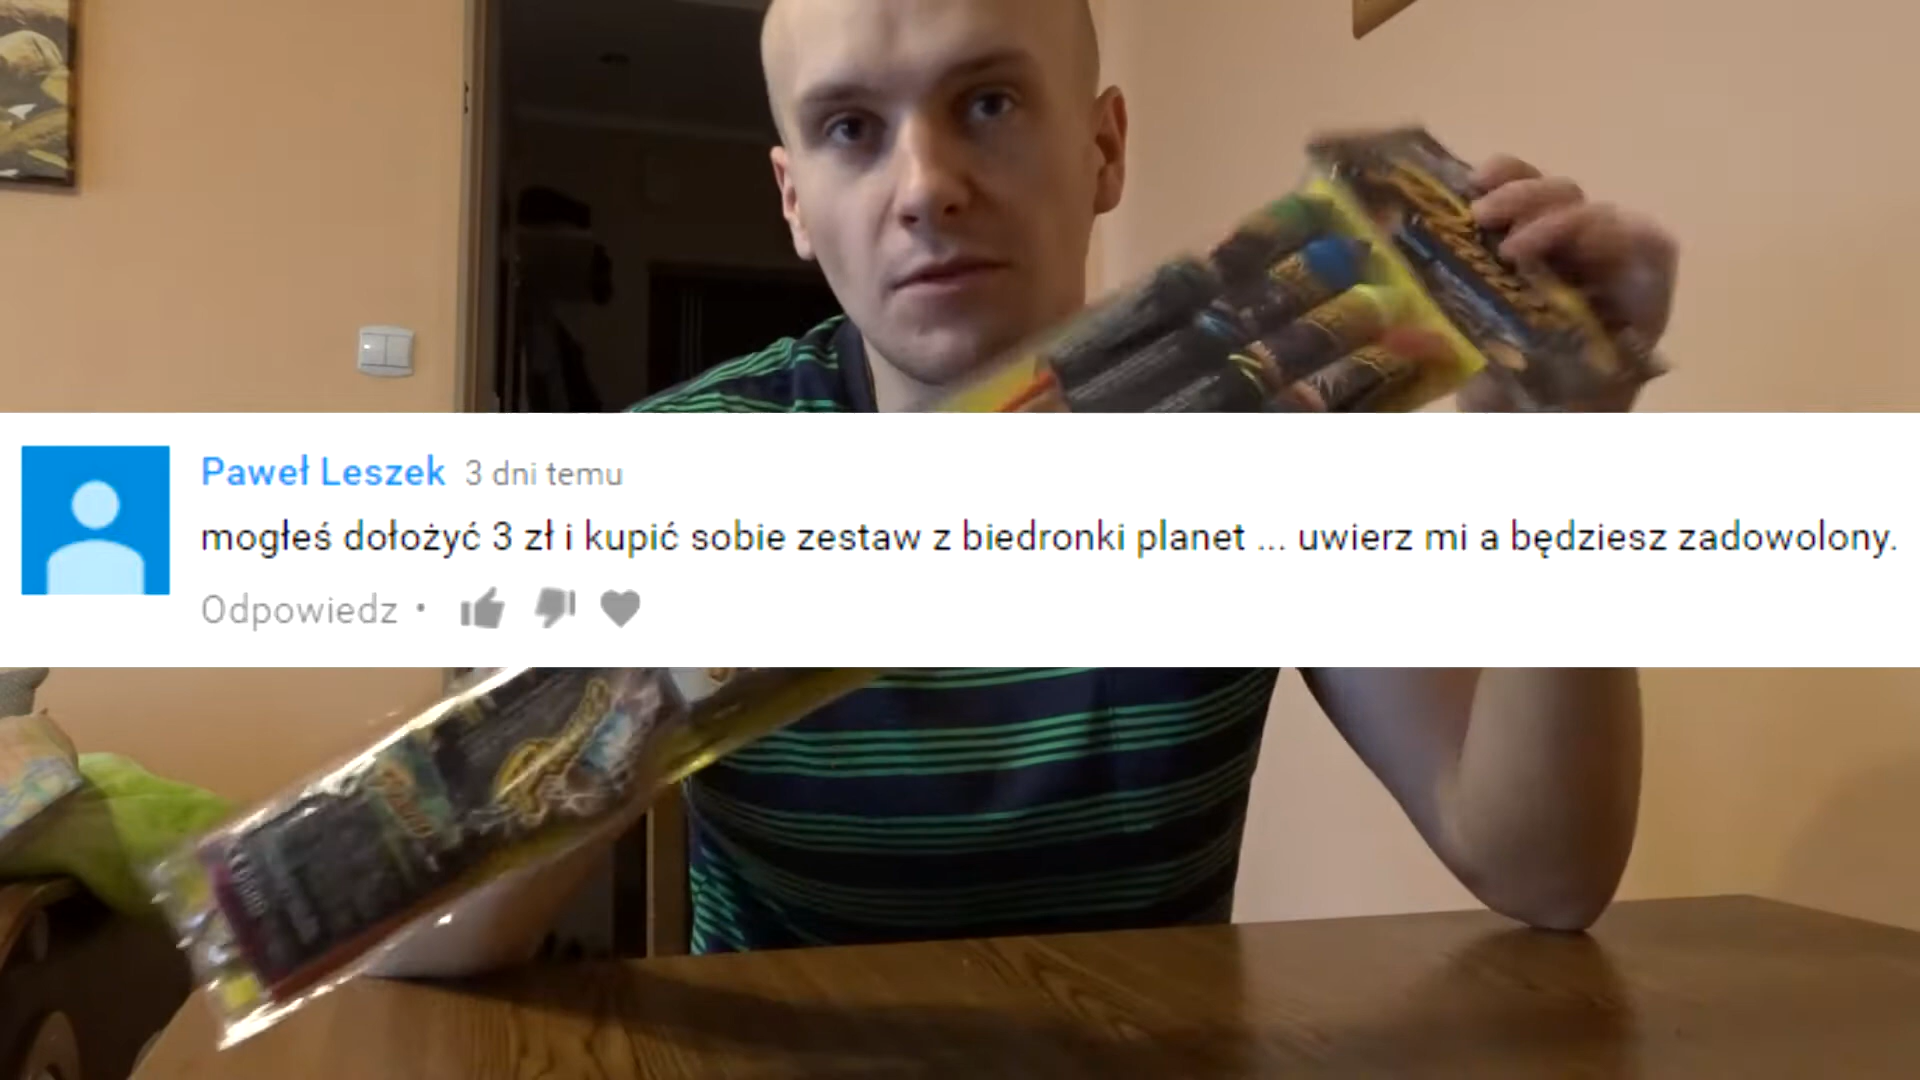 Paweł Leszek 3 dni temu
mogłeś dołożyć 3 zł i kupić sobie zestaw z biedronki planet ... uwierz mi a będziesz zadowolony.
Odpowiedz •